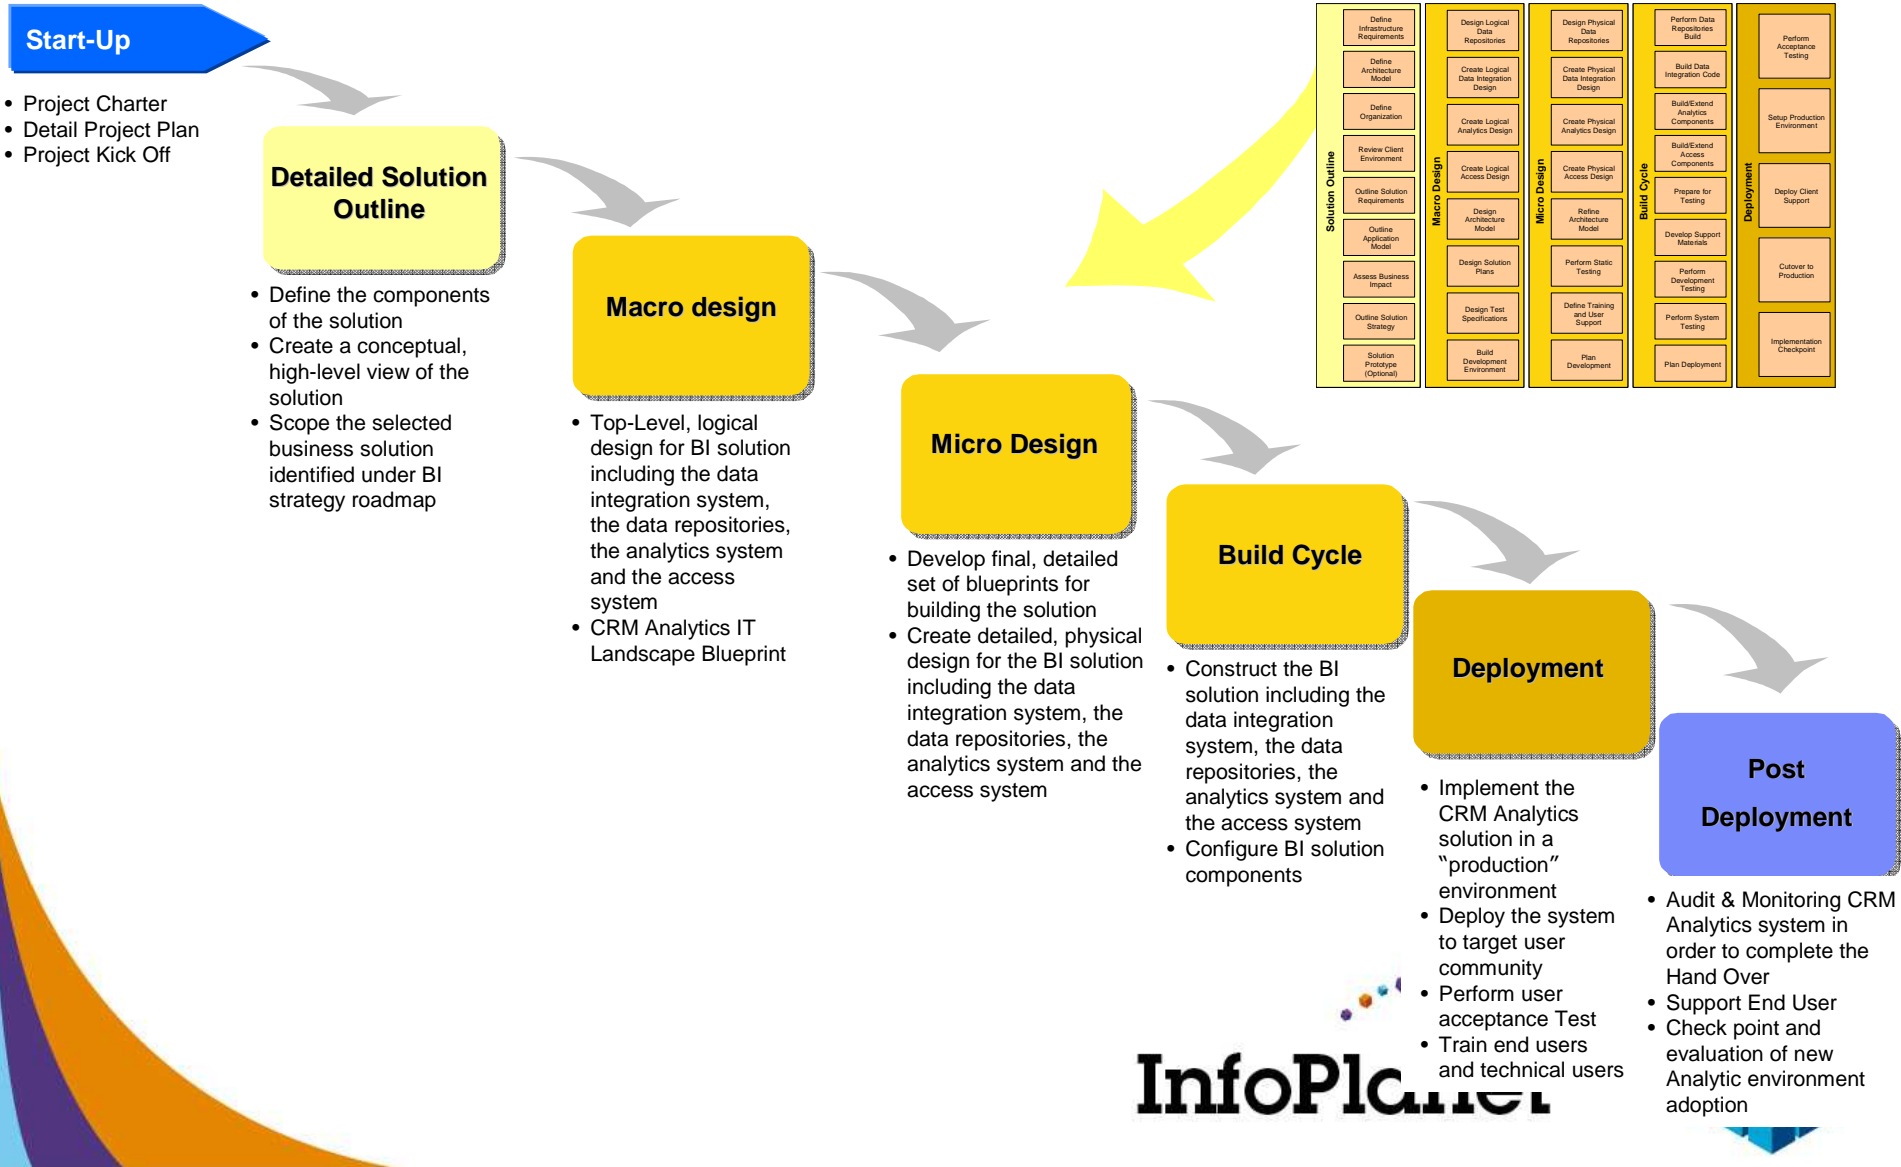 Start-Up
• Project Charter
• Detail Project Plan
• Project Kick Off
Detailed Solution
Outline
• Define the components
of the solution
• Create a conceptual,
high-level view of the
solution
• Scope the selected
business solution
identified under BI
strategy roadmap
Macro design
• Top-Level, logical
design for BI solution
including the data
integration system,
the data repositories,
the analytics system
and the access
system
• CRM Analytics IT
Landscape Blueprint
Micro Design
• Develop final, detailed
set of blueprints for
building the solution
• Create detailed, physical
design for the BI solution
including the data
integration system, the
data repositories, the
analytics system and the
access system
Build Cycle
• Construct the BI
solution including the
data integration
system, the data
repositories, the
analytics system and
the access system
• Configure BI solution
components
Deployment
• Implement the
CRM Analytics
solution in a
“production”
environment
• Deploy the system
to target user
community
• Perform user
acceptance Test
• Train end users
and technical users
Post
Deployment
• Audit & Monitoring CRM
Analytics system in
order to complete the
Hand Over
• Support End User
• Check point and
evaluation of new
Analytic environment
adoption
Solution Outline
Define
Infrastructure
Requirements
Define
Architecture
Model
Define
Organization
Review Client
Environment
Outline Solution
Requirements
Outline
Application
Model
Assess Business
Impact
Outline Solution
Strategy
Solution
Prototype
(Optional)
Macro Design
Design Logical
Data
Repositories
Create Logical
Data Integration
Design
Create Logical
Analytics Design
Create Logical
Access Design
Design
Architecture
Model
Design Solution
Plans
Design Test
Specifications
Build
Development
Environment
Micro Design
Design Physical
Data
Repositories
Create Physical
Data Integration
Design
Create Physical
Analytics Design
Create Physical
Access Design
Refine
Architecture
Model
Perform Static
Testing
Define Training
and User
Support
Plan
Development
Build Cycle
Perform Data
Repositories
Build
Build Data
Integration Code
Build/Extend
Analytics
Components
Build/Extend
Access
Components
Prepare for
Testing
Develop Support
Materials
Perform
Development
Testing
Perform System
Testing
Plan Deployment
Deployment
Perform
Acceptance
Testing
Setup Production
Environment
Deploy Client
Support
Cutover to
Production
Implementation
Checkpoint
InfoPlanet